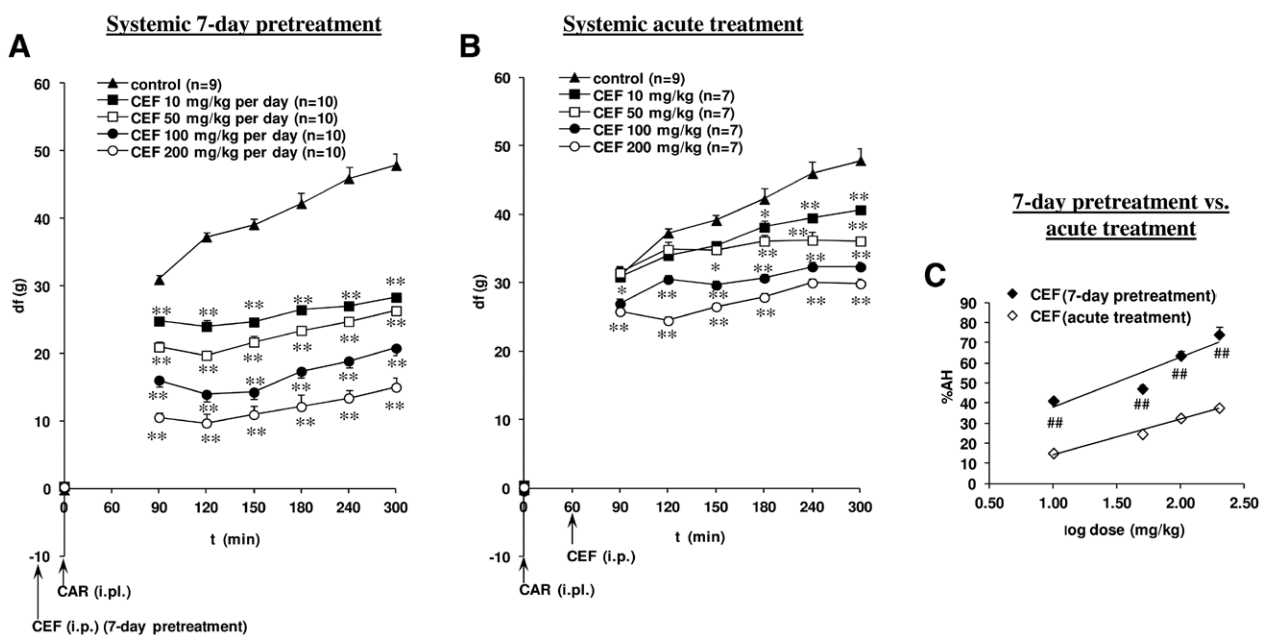 Systemic 7-day pretreatment
A
control (n=9)
CEF 10 mg/kg per day (n=10)
CEF 50 mg/kg per day (n=10)
CEF 100 mg/kg per day (n=10)
CEF 200 mg/kg per day (n=10)
60
50
40
30
20
10
0
-10
df (g)
** ** ** ** ** **
** ** ** ** ** **
** ** ** ** ** **
** ** ** ** ** **
0 60 90 120 150 180 240 300
t (min)
CAR (i.pl.)
CEF (i.p.) (7-day pretreatment)
Systemic acute treatment
B
control (n=9)
CEF 10 mg/kg (n=7)
CEF 50 mg/kg (n=7)
CEF 100 mg/kg (n=7)
CEF 200 mg/kg (n=7)
60
50
40
30
20
10
0
-10
df (g)
* ** **
* ** ** **
* ** ** ** ** **
** ** ** ** ** **
0 60 90 120 150 180 240 300
t (min)
CEF (i.p.)
CAR (i.pl.)
7-day pretreatment vs.
acute treatment
C
CEF (7-day pretreatment)
CEF (acute treatment)
90
80
70
60
50
40
30
20
10
0
%AH
## ## ## ##
0.50 1.00 1.50 2.00 2.50
log dose (mg/kg)